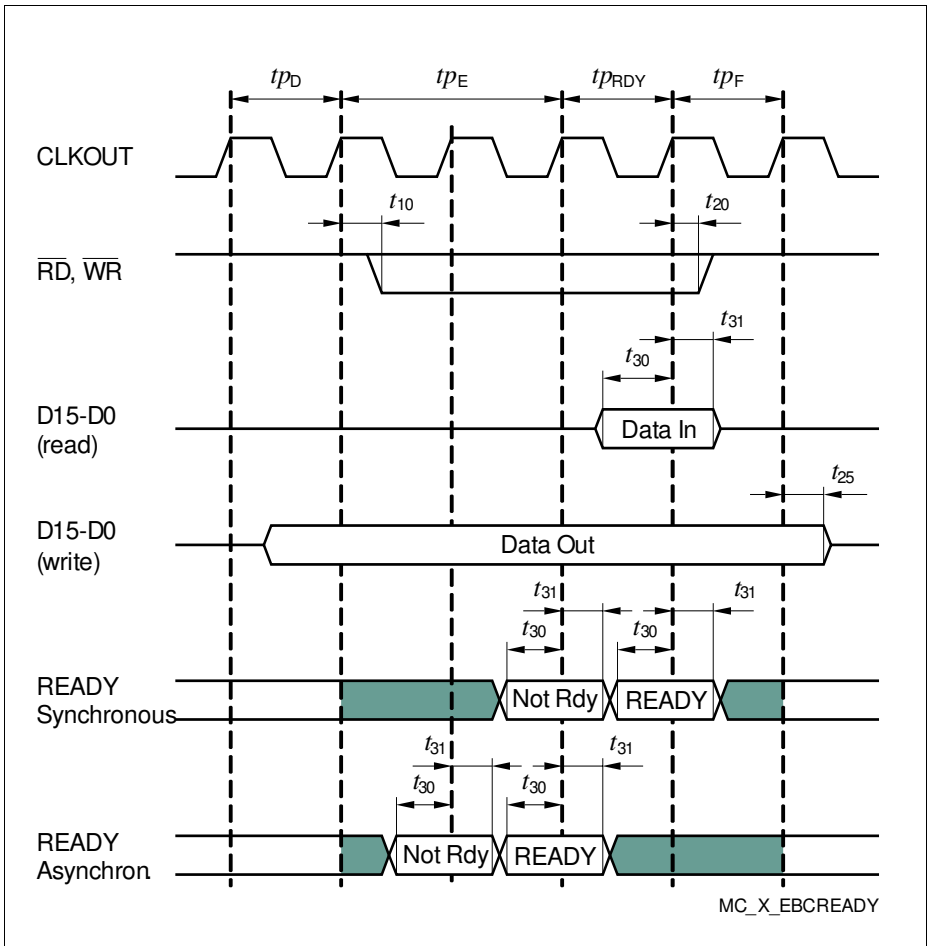 tpD tpE tpRDY tpF
CLKOUT
t10 t20
RD, WR
t31
t30
D15-D0
(read)
Data In
t25
D15-D0
(write)
Data Out
t31 t31
t30 t30
READY
Synchronous
Not Rdy READY
t31 t31
t30 t30
READY
Asynchron.
Not Rdy READY
MC_X_EBCREADY